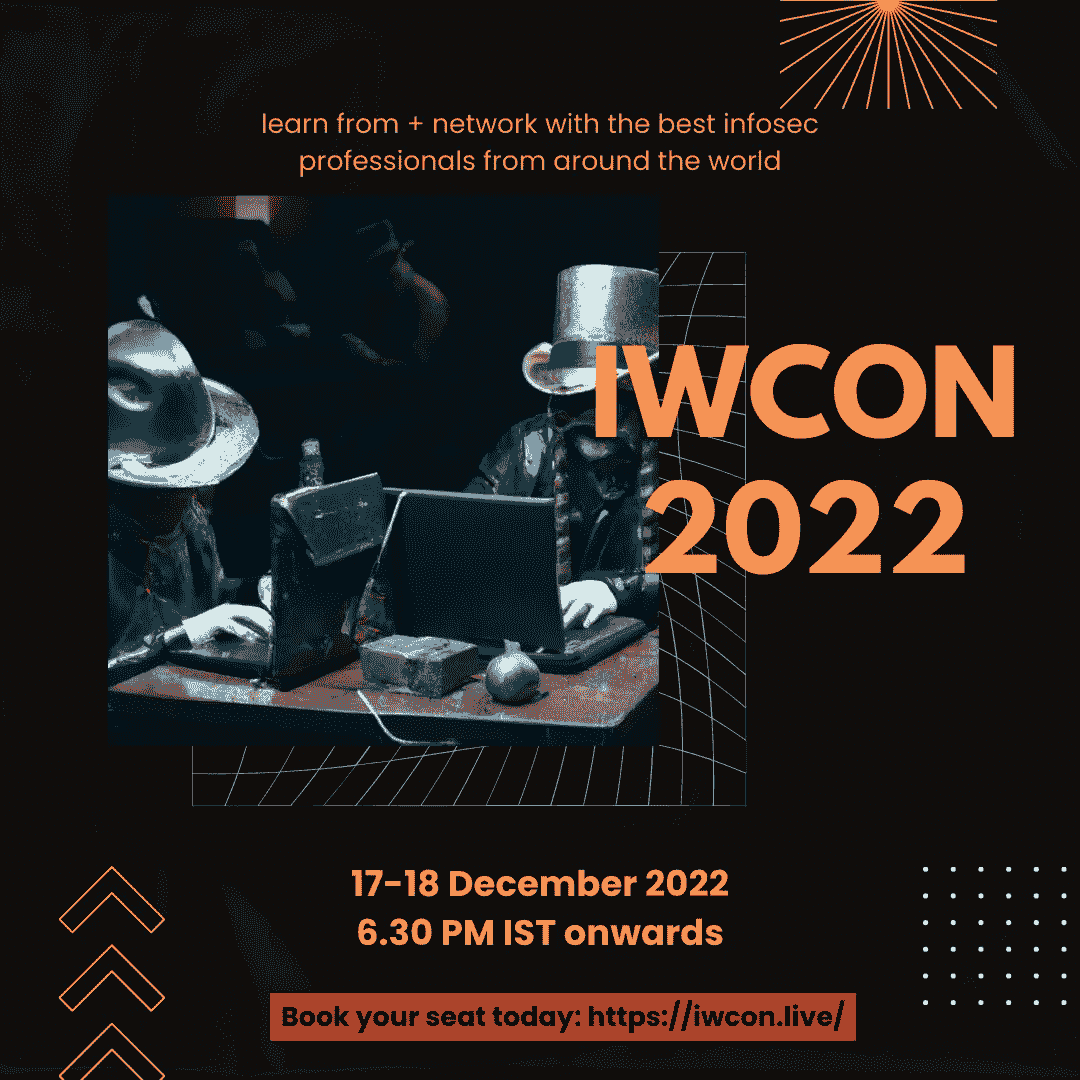 learn from + network with the best infosec
professionals from around the world
IWCON
2022
17-18 December 2022
6.30 PM IST onwards
Book your seat today: https://iwcon.live/